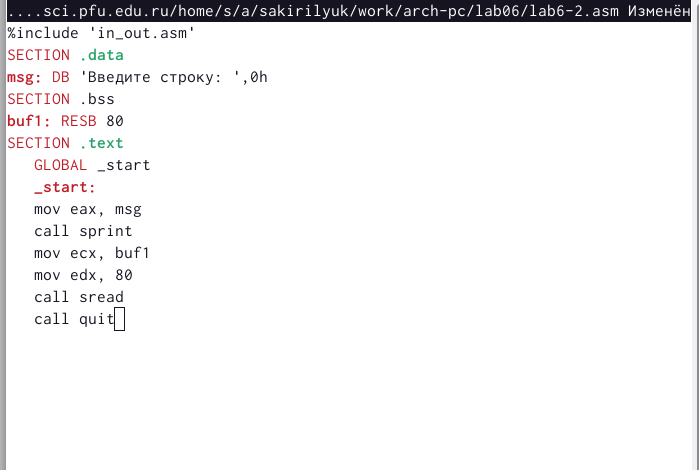 ....sci.pfu.edu.ru/home/s/a/sakirilyuk/work/arch-pc/lab06/lab6-2.asm Изменён
%include 'in_out.asm'
SECTION .data
msg: DB 'Введите строку: ',0h
SECTION .bss
buf1: RESB 80
SECTION .text
GLOBAL _start
_start:
mov eax, msg
call sprint
mov ecx, buf1
mov edx, 80
call sread
call quit